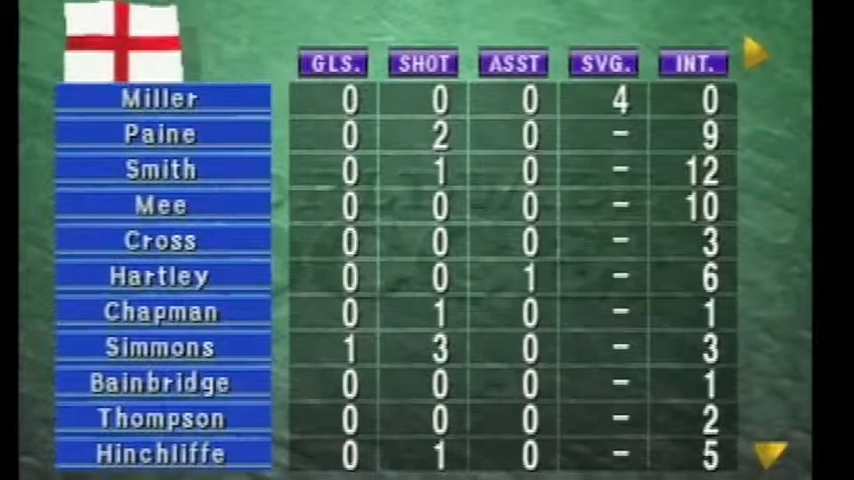 GLS. SHOT ASST SVG. INT.
Miller 0 0 0 4 0
Paine 0 2 0 - 9
Smith 0 1 0 - 12
Mee 0 0 0 - 10
Cross 0 0 0 - 3
Hartley 0 0 1 - 6
Chapman 0 1 0 - 1
Simmons 1 3 0 - 3
Bainbridge 0 0 0 - 1
Thompson 0 0 0 - 2
Hinchliffe 0 1 0 - 5